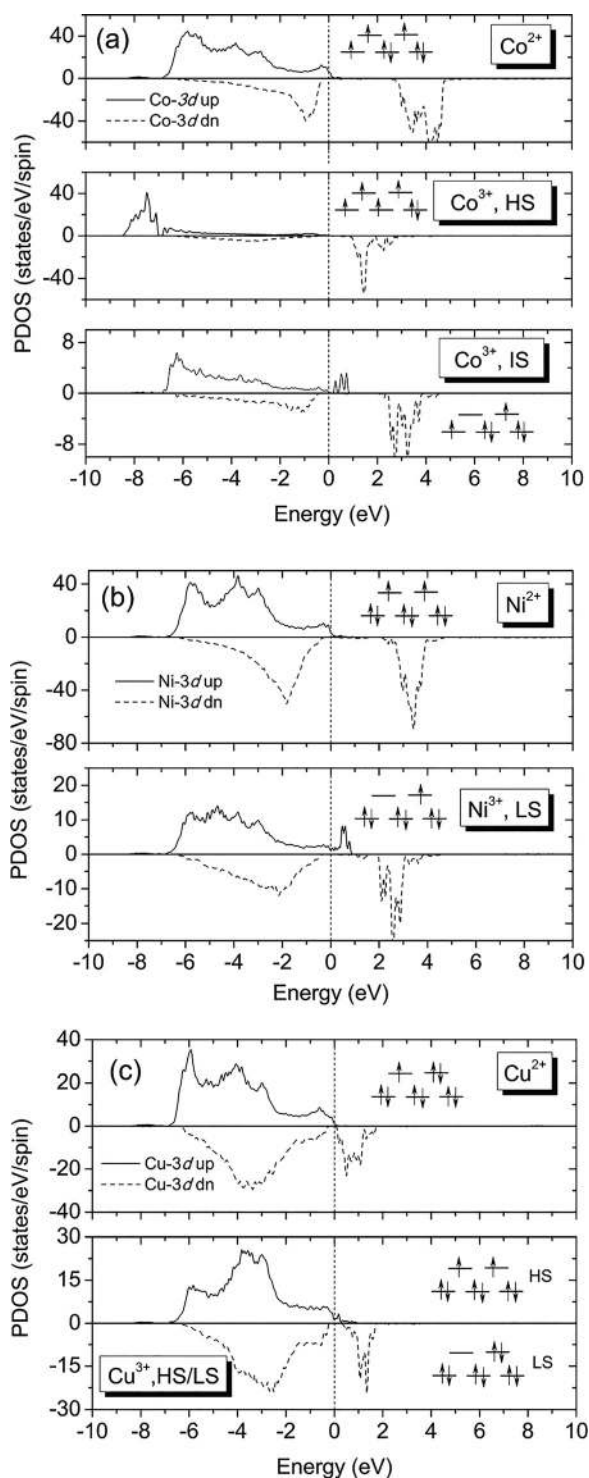 (a)
Co2+
40
0
-40
Co-3d up
Co-3d dn
Co3+, HS
40
0
-40
Co3+, IS
8
0
-8
-10 -8 -6 -4 -2 0 2 4 6 8 10
Energy (eV)
PDOS (states/eV/spin)
(b)
Ni2+
40
0
-40
-80
Ni-3d up
Ni-3d dn
Ni3+, LS
20
10
0
-10
-20
-10 -8 -6 -4 -2 0 2 4 6 8 10
Energy (eV)
PDOS (states/eV/spin)
(c)
Cu2+
40
20
0
-20
-40
Cu-3d up
Cu-3d dn
30
15
0
-15
-30
HS
LS
Cu3+,HS/LS
-10 -8 -6 -4 -2 0 2 4 6 8 10
Energy (eV)
PDOS (states/eV/spin)